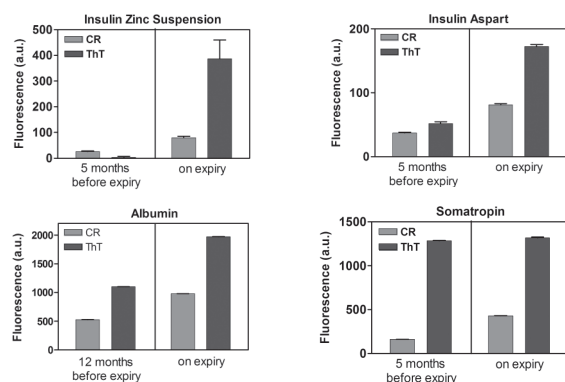 Insulin Zinc Suspension
Fluorescence (a.u.)
500
400
300
200
100
0
CR
ThT
5 months
before expiry
on expiry
Insulin Aspart
Fluorescence (a.u.)
200
100
0
CR
ThT
5 months
before expiry
on expiry
Albumin
Fluorescence (a.u.)
2000
1500
1000
500
0
CR
ThT
12 months
before expiry
on expiry
Somatropin
Fluorescence (a.u.)
1500
1000
500
0
CR
ThT
5 months
before expiry
on expiry